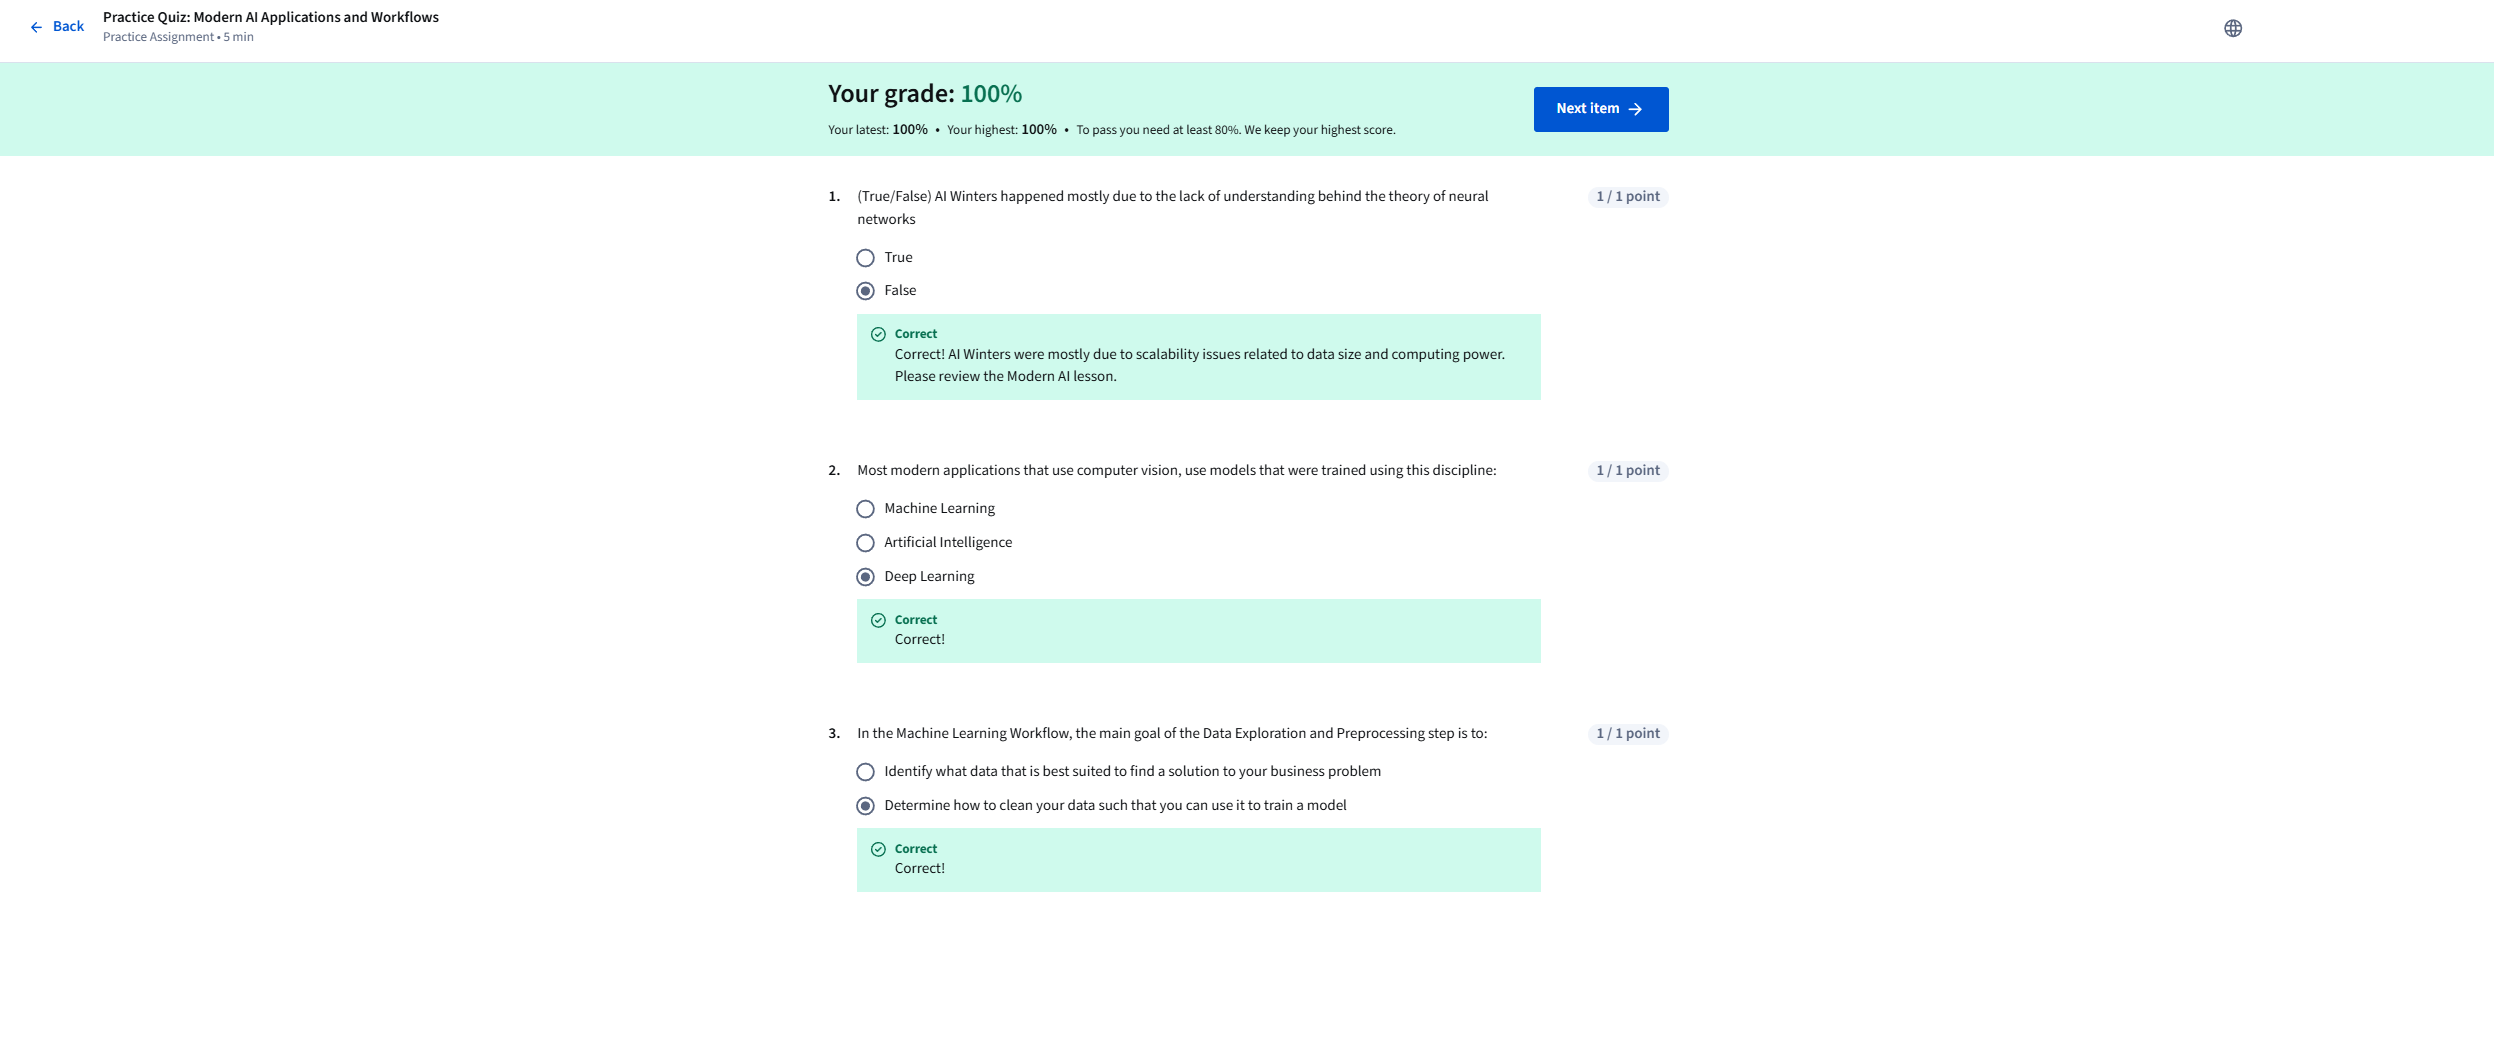 Back
Practice Quiz: Modern AI Applications and Workflows
Practice Assignment • 5 min
Your grade: 100%
Your latest: 100% • Your highest: 100% • To pass you need at least 80%. We keep your highest score.
Next item
1. (True/False) AI Winters happened mostly due to the lack of understanding behind the theory of neural
networks
1 / 1 point
True
False
Correct
Correct! AI Winters were mostly due to scalability issues related to data size and computing power.
Please review the Modern AI lesson.
2. Most modern applications that use computer vision, use models that were trained using this discipline:
1 / 1 point
Machine Learning
Artificial Intelligence
Deep Learning
Correct
Correct!
3. In the Machine Learning Workflow, the main goal of the Data Exploration and Preprocessing step is to:
1 / 1 point
Identify what data that is best suited to find a solution to your business problem
Determine how to clean your data such that you can use it to train a model
Correct
Correct!